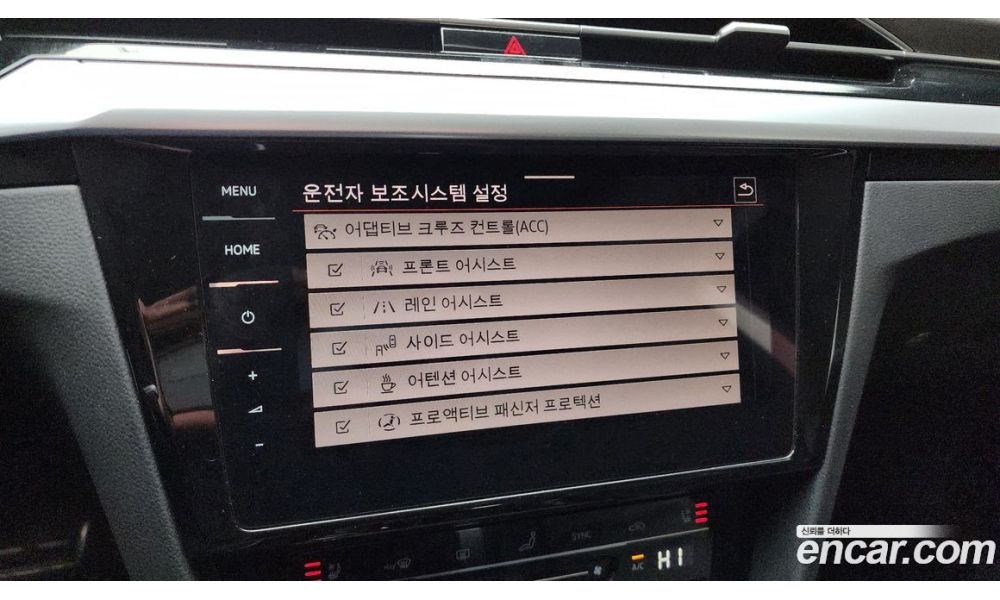 MENU
HOME
운전자 보조시스템 설정
어댑티브 크루즈 컨트롤(ACC)
프론트 어시스트
레인 어시스트
사이드 어시스트
어텐션 어시스트
프로액티브 패신저 프로텍션
+
-
SYNC
A/C
HI
신뢰를 더하다
encar.com